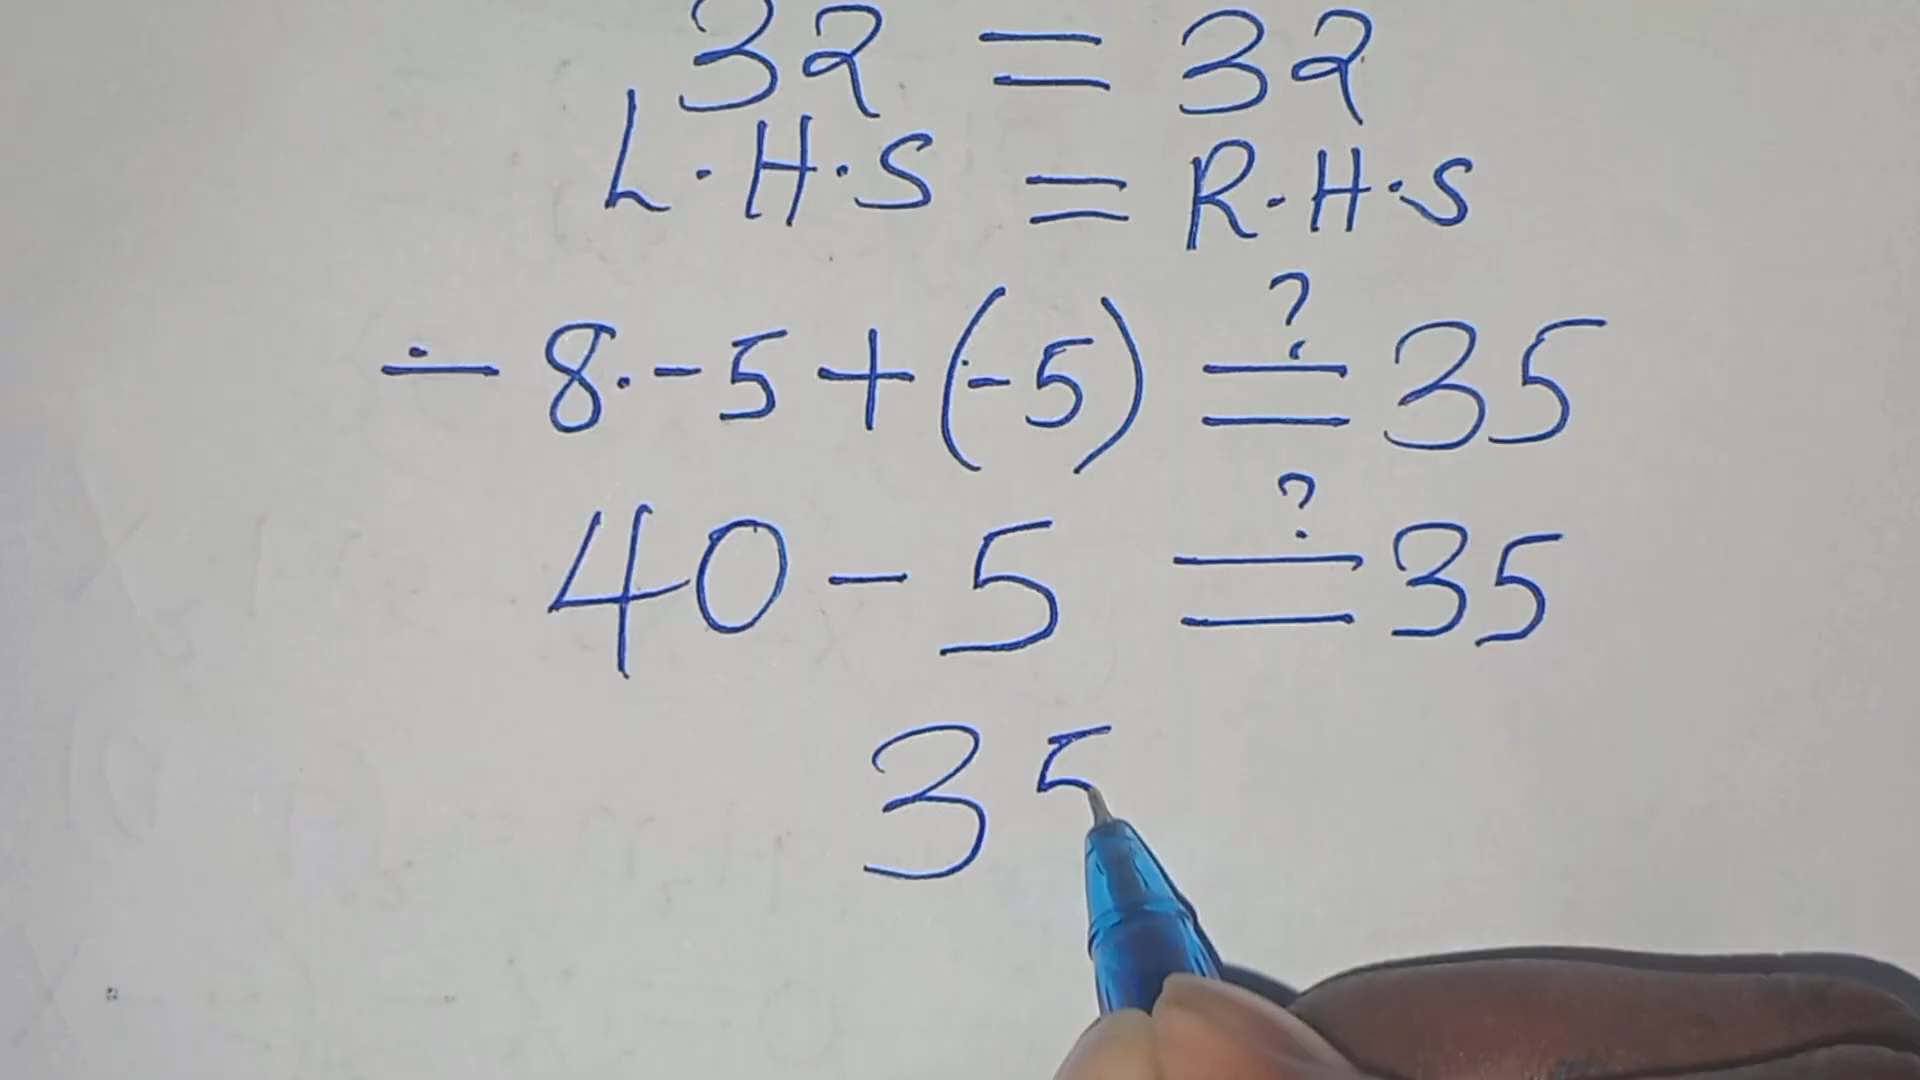 32 = 32
L.H.S = R.H.S
- 8.-5+(-5) ?= 35
40-5 ?= 35
35